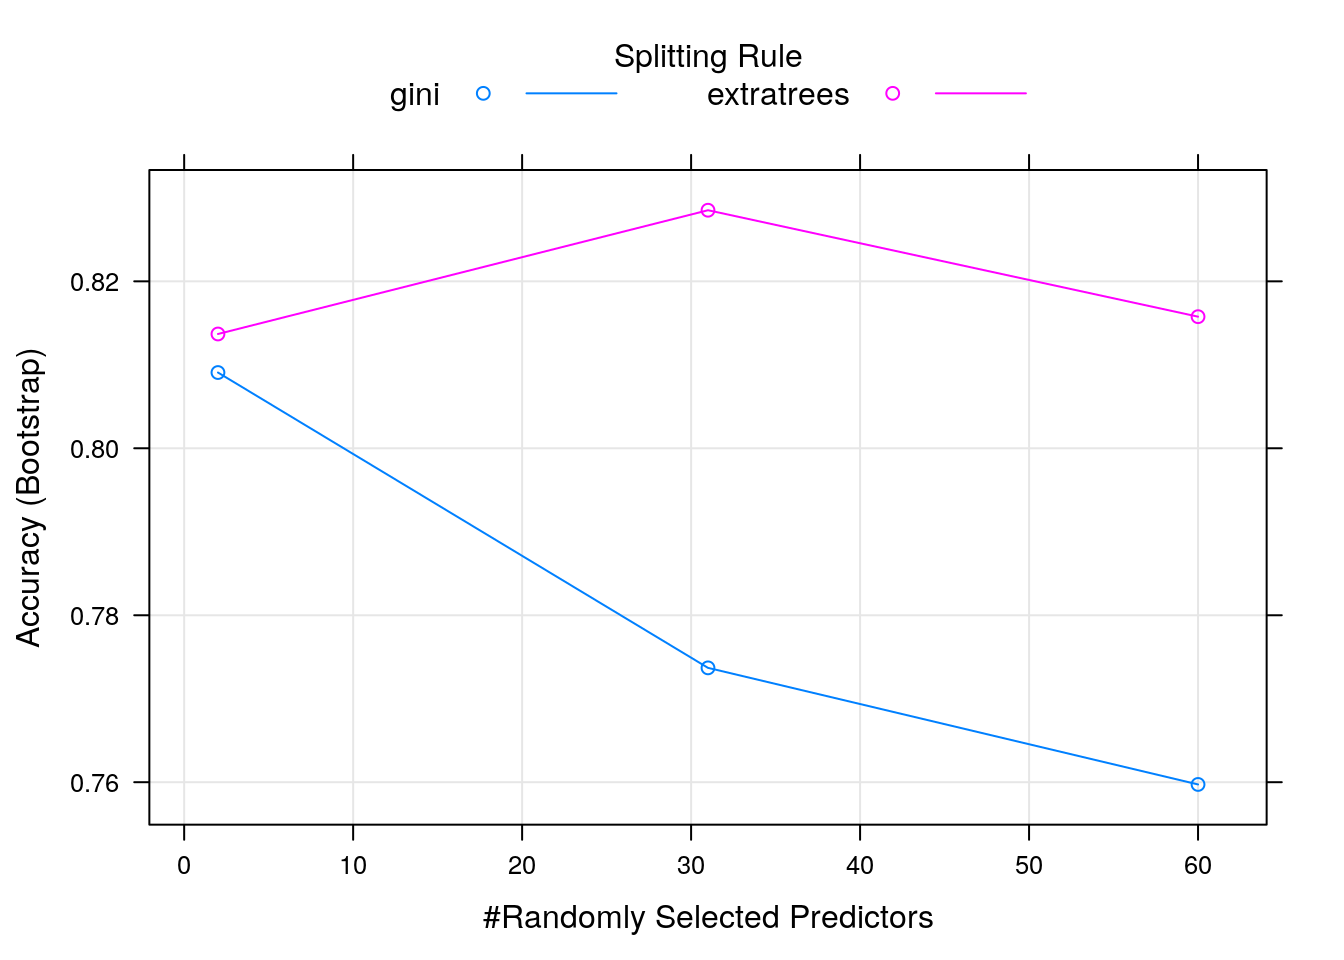 Splitting Rule
gini extratrees
0.82
0.80
0.78
0.76
Accuracy (Bootstrap)
0 10 20 30 40 50 60
#Randomly Selected Predictors